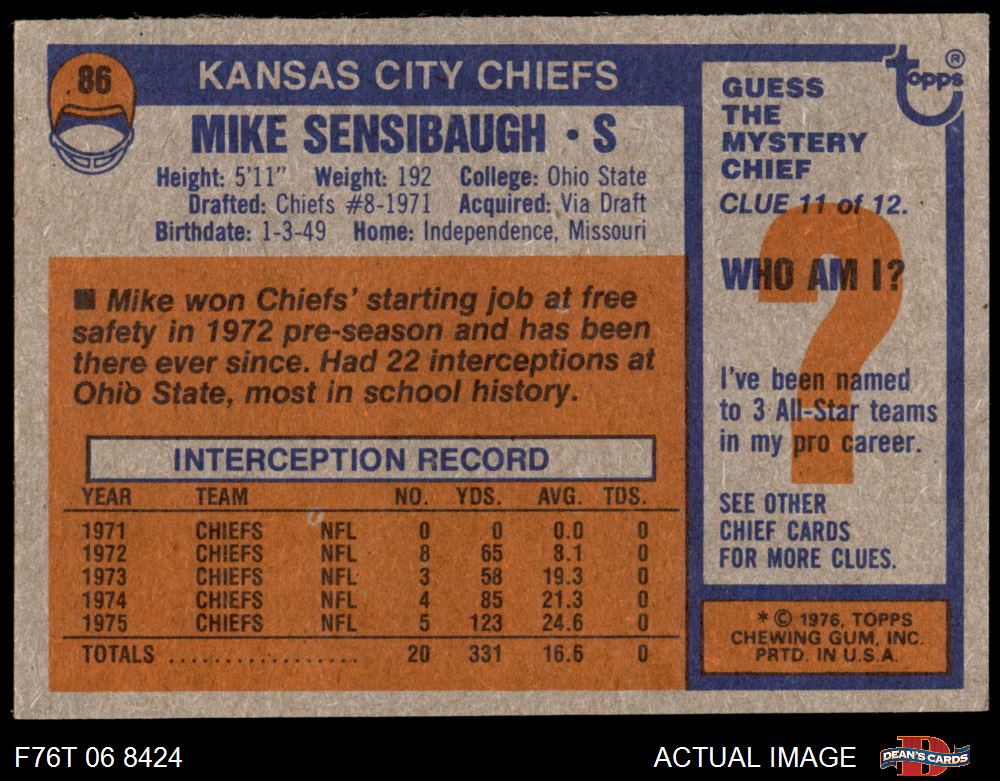 86
KANSAS CITY CHIEFS
MIKE SENSIBAUGH • S
Height: 5'11" Weight: 192 College: Ohio State
Drafted: Chiefs #8-1971 Acquired: Via Draft
Birthdate: 1-3-49 Home: Independence, Missouri
■ Mike won Chiefs' starting job at free
safety in 1972 pre-season and has been
there ever since. Had 22 interceptions at
Ohio State, most in school history.
INTERCEPTION RECORD
YEAR TEAM NO. YDS. AVG. TDS.
1971 CHIEFS NFL 0 0 0.0 0
1972 CHIEFS NFL 8 65 8.1 0
1973 CHIEFS NFL 3 58 19.3 0
1974 CHIEFS NFL 4 85 21.3 0
1975 CHIEFS NFL 5 123 24.6 0
TOTALS .................. 20 331 16.6 0
topps ®
GUESS
THE
MYSTERY
CHIEF
CLUE 11 of 12.
?
WHO AM I?
I've been named
to 3 All-Star teams
in my pro career.
SEE OTHER
CHIEF CARDS
FOR MORE CLUES.
* © 1976, TOPPS
CHEWING GUM, INC.
PRTD. IN U.S.A.
F76T 06 8424
ACTUAL IMAGE
D
DEAN'S CARDS